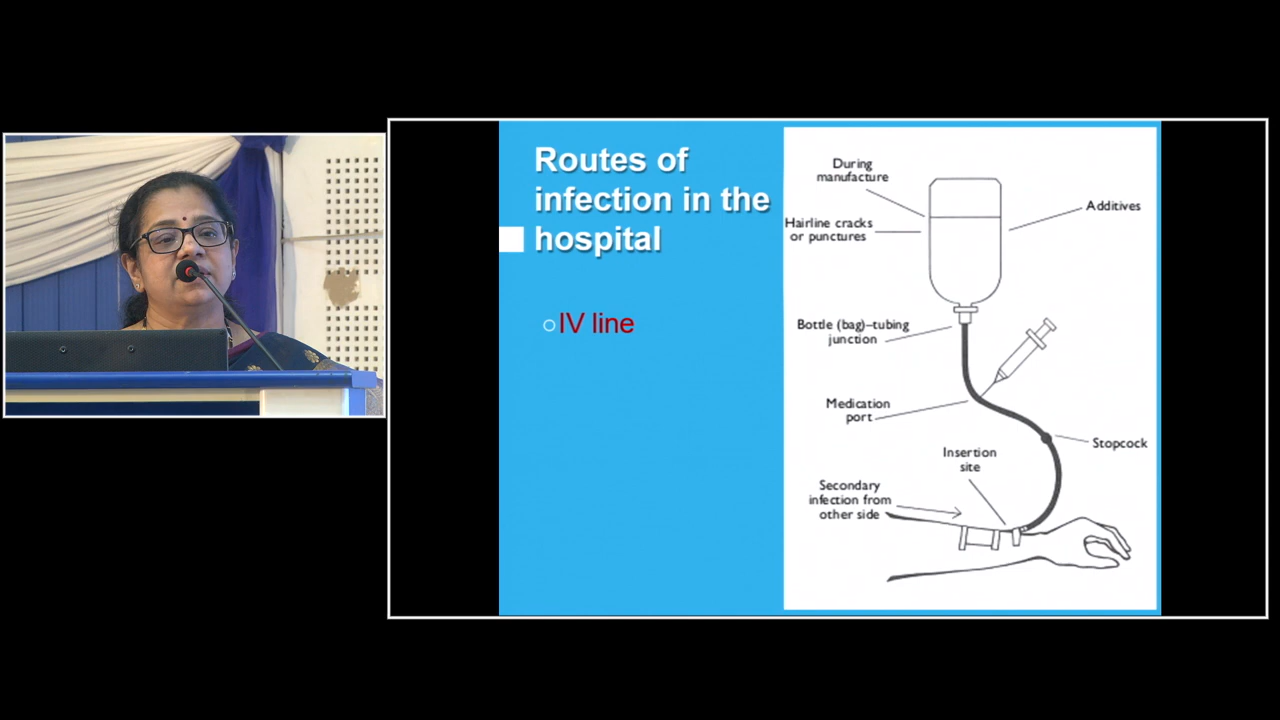 Routes of
infection in the
hospital
IV line
During
manufacture
Hairline cracks
or punctures
Additives
Bottle (bag)–tubing
junction
Medication
port
Stopcock
Insertion
site
Secondary
infection from
other side